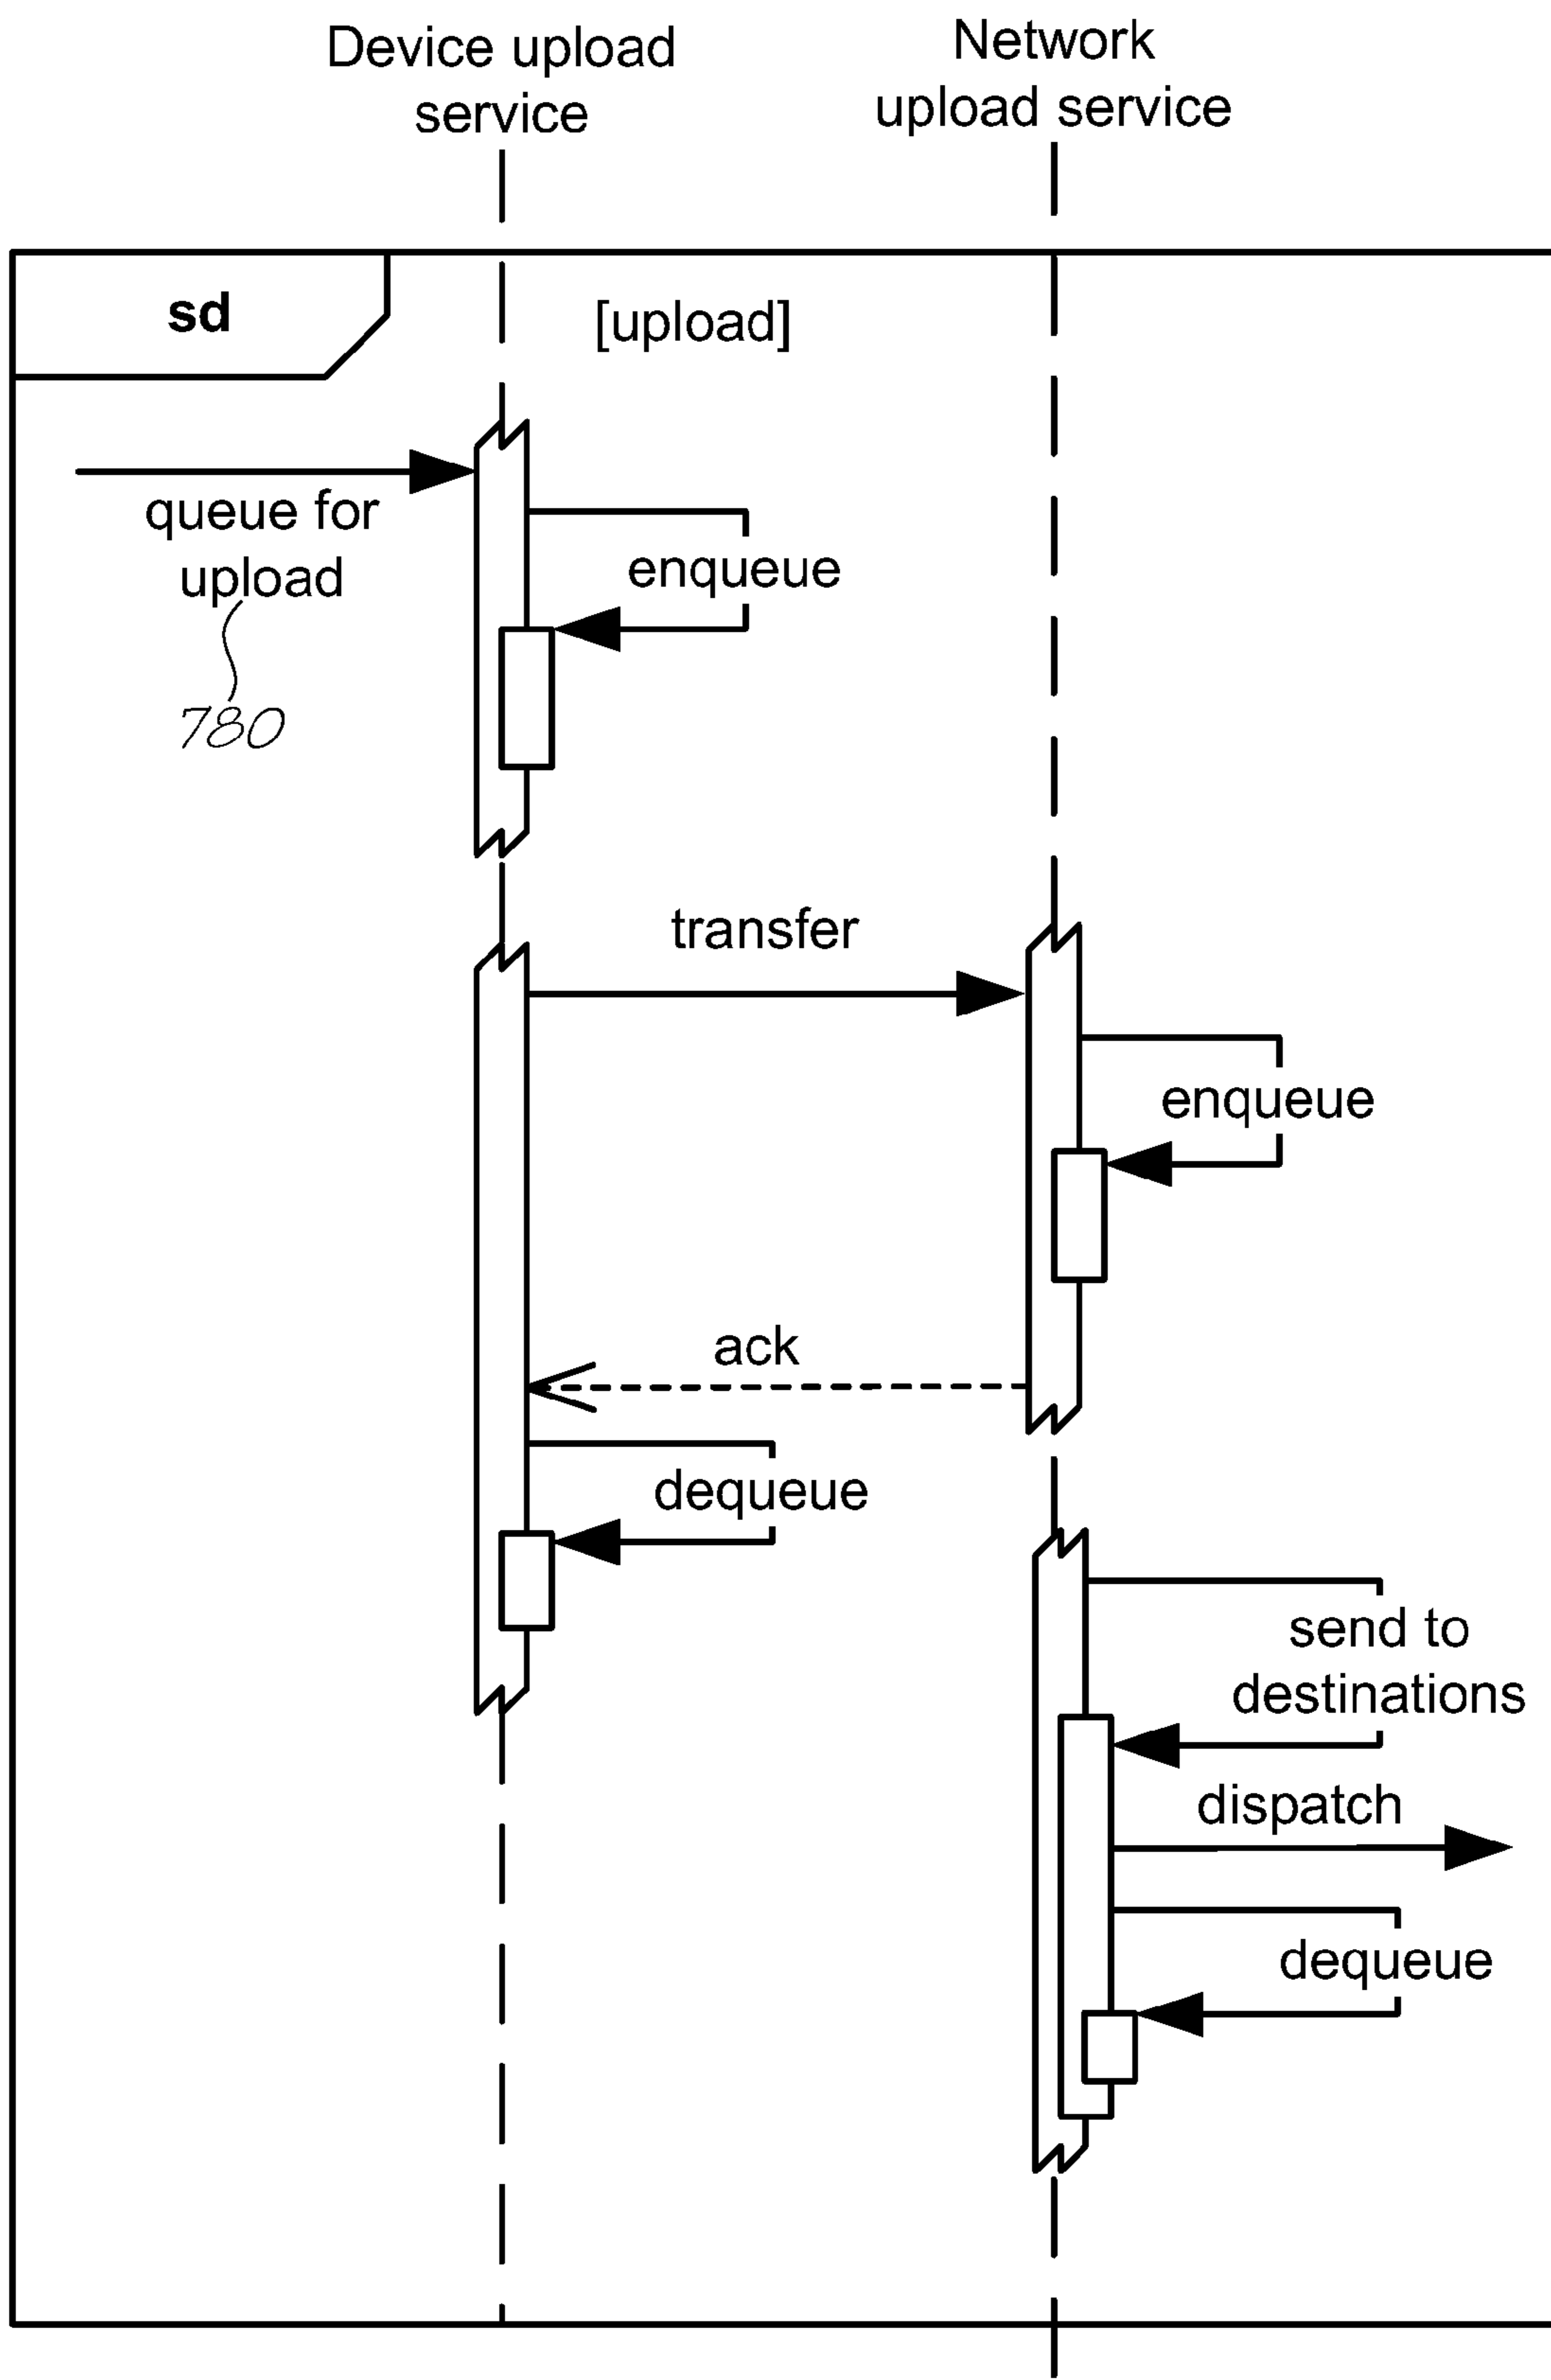 Device upload
service
Network
upload service
sd
[upload]
queue for
upload
780
enqueue
transfer
enqueue
ack
dequeue
send to
destinations
dispatch
dequeue